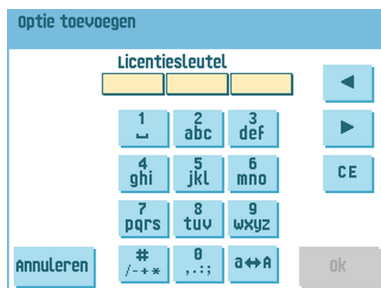 Optie toevoegen
Licentiesleutel
◄
1 2 3
␣ abc def
►
4 5 6
ghi jkl mno
CE
7 8 9
pqrs tuv wxyz
# 0
Annuleren /-+* ,.:; a↔A Ok